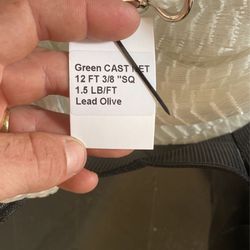 Green CAST NET
12 FT 3/8 "SQ
1.5 LB/FT
Lead Olive